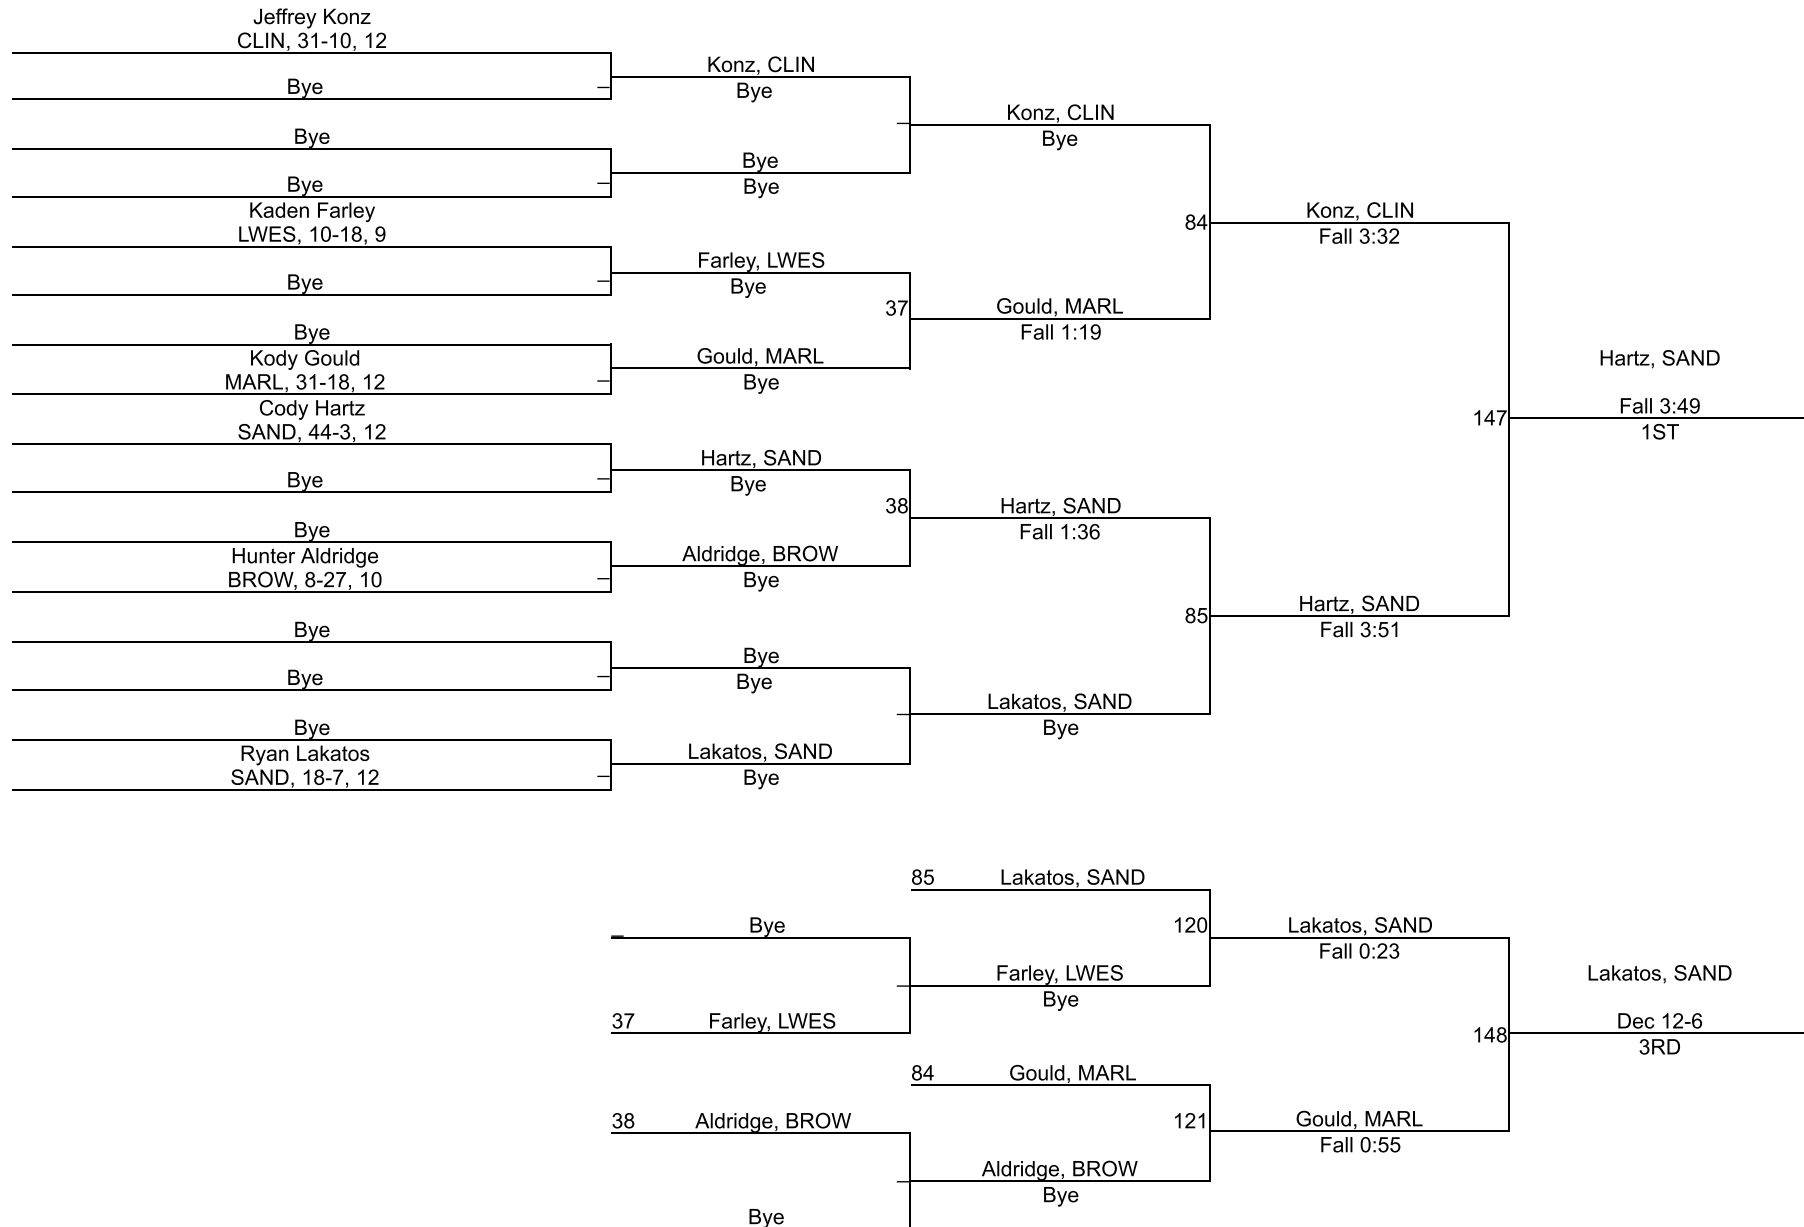 Jeffrey Konz
CLIN, 31-10, 12
Bye
Bye
Bye
Kaden Farley
LWES, 10-18, 9
Bye
Bye
Kody Gould
MARL, 31-18, 12
Cody Hartz
SAND, 44-3, 12
Bye
Bye
Hunter Aldridge
BROW, 8-27, 10
Bye
Bye
Bye
Ryan Lakatos
SAND, 18-7, 12
Konz, CLIN
Bye
Bye
Bye
Farley, LWES
Bye
37
Gould, MARL
Bye
Hartz, SAND
Bye
38
Aldridge, BROW
Bye
Bye
Bye
Lakatos, SAND
Bye
Konz, CLIN
Bye
84
Gould, MARL
Fall 1:19
Hartz, SAND
Fall 1:36
85
Lakatos, SAND
Bye
Konz, CLIN
Fall 3:32
147
Hartz, SAND
Fall 3:51
Hartz, SAND
Fall 3:49
1ST
Bye
37 Farley, LWES
38 Aldridge, BROW
Bye
85 Lakatos, SAND
120
Farley, LWES
Bye
84 Gould, MARL
121
Aldridge, BROW
Bye
Lakatos, SAND
Fall 0:23
148
Gould, MARL
Fall 0:55
Lakatos, SAND
Dec 12-6
3RD